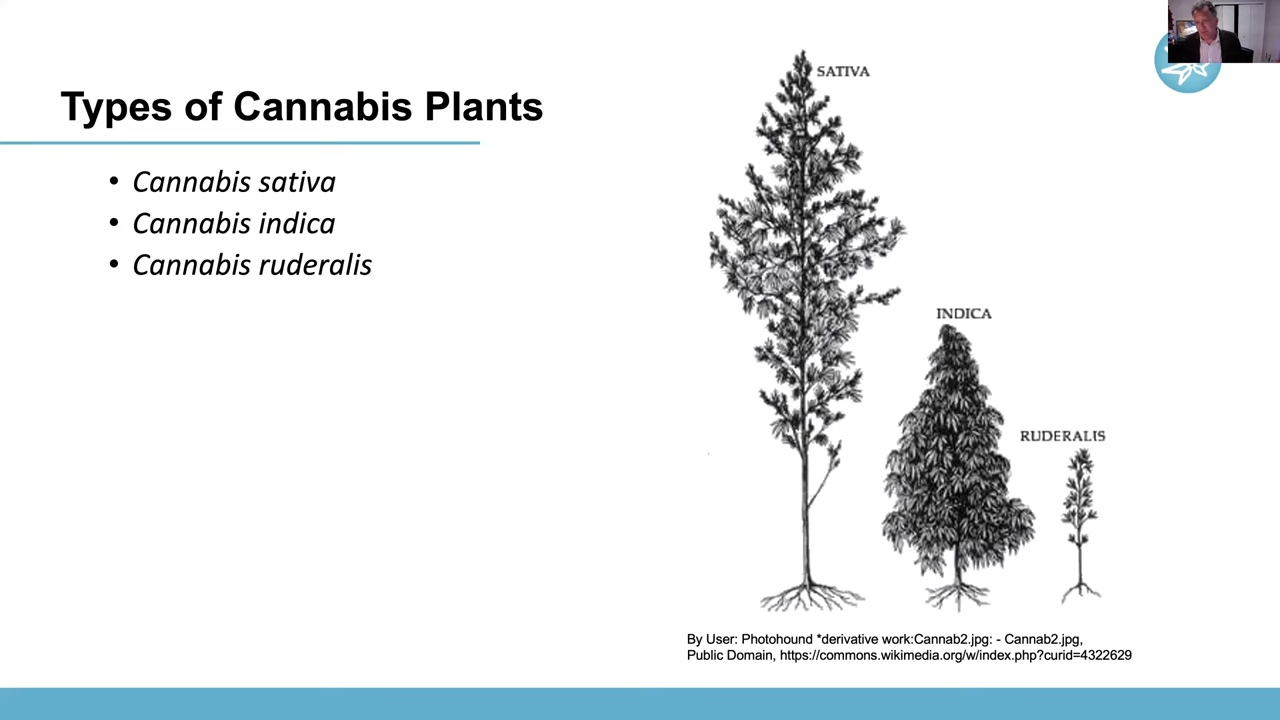 Types of Cannabis Plants
• Cannabis sativa
• Cannabis indica
• Cannabis ruderalis
SATIVA
INDICA
RUDERALIS
By User: Photohound *derivative work:Cannab2.jpg: - Cannab2.jpg,
Public Domain, https://commons.wikimedia.org/w/index.php?curid=4322629